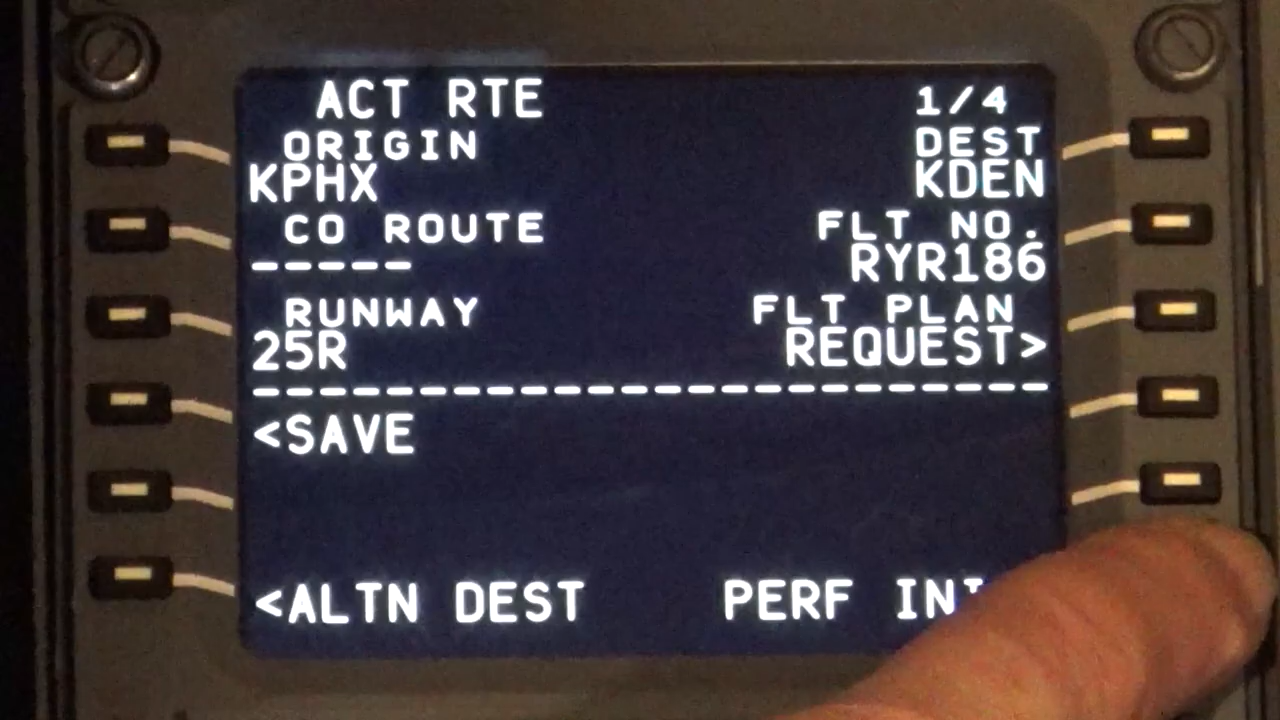 ACT RTE 1/4
ORIGIN DEST
KPHX KDEN
CO ROUTE FLT NO.
----- RYR186
RUNWAY FLT PLAN
25R REQUEST>
------------------------
<SAVE
<ALTN DEST PERF INI